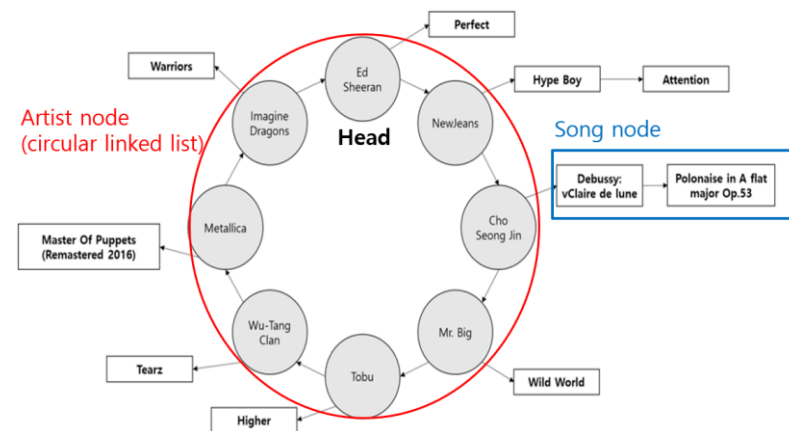 Perfect
Ed
Sheeran
Warriors
Hype Boy
Attention
Imagine
Dragons
NewJeans
Artist node
(circular linked list)
Head
Song node
Debussy:
vClaire de lune
Polonaise in A flat
major Op.53
Metallica
Cho
Seong Jin
Master Of Puppets
(Remastered 2016)
Wu-Tang
Clan
Mr. Big
Tearz
Tobu
Wild World
Higher